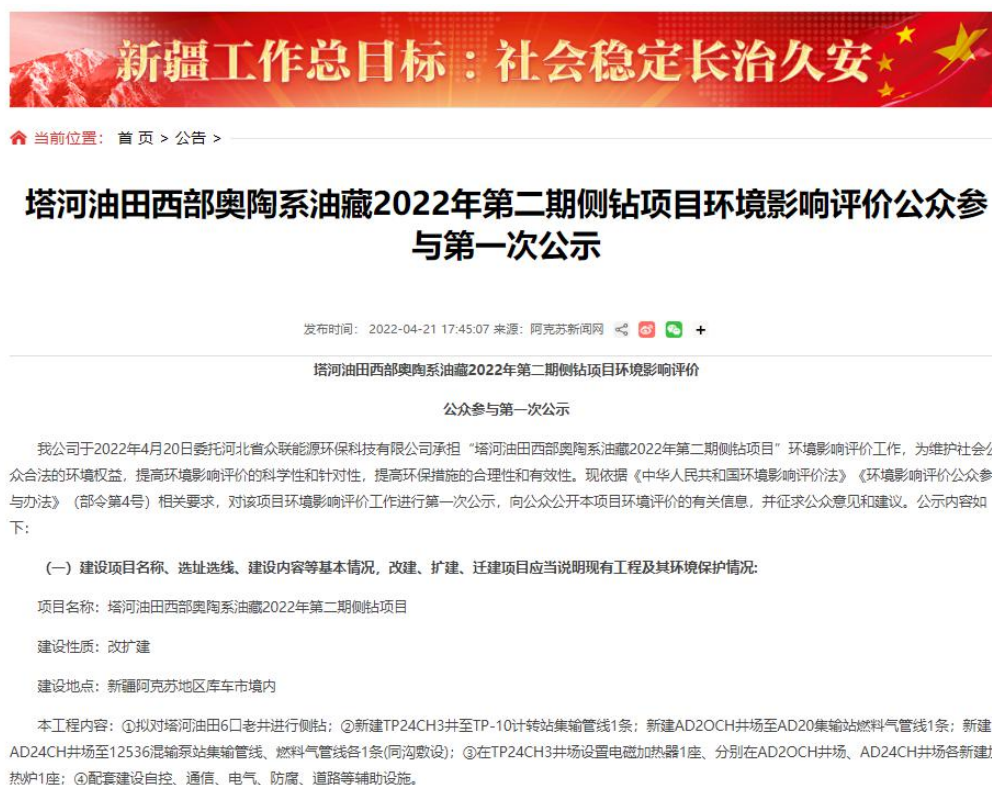 新疆工作总目标：社会稳定长治久安
当前位置： 首 页 > 公告 >
塔河油田西部奥陶系油藏2022年第二期侧钻项目环境影响评价公众参
与第一次公示
发布时间： 2022-04-21 17:45:07 来源：阿克苏新闻网 +
塔河油田西部奥陶系油藏2022年第二期侧钻项目环境影响评价
公众参与第一次公示
我公司于2022年4月20日委托河北省众联能源环保科技有限公司承担“塔河油田西部奥陶系油藏2022年第二期侧钻项目”环境影响评价工作，为维护社会公
众合法的环境权益，提高环境影响评价的科学性和针对性，提高环保措施的合理性和有效性。现依据《中华人民共和国环境影响评价法》《环境影响评价公众参
与办法》（部令第4号）相关要求，对该项目环境影响评价工作进行第一次公示，向公众公开本项目环境评价的有关信息，并征求公众意见和建议。公示内容如
下：
（一）建设项目名称、选址选线、建设内容等基本情况，改建、扩建、迁建项目应当说明现有工程及其环境保护情况:
项目名称：塔河油田西部奥陶系油藏2022年第二期侧钻项目
建设性质：改扩建
建设地点：新疆阿克苏地区库车市境内
本工程内容：①拟对塔河油田6口老井进行侧钻；②新建TP24CH3井至TP-10计转站集输管线1条；新建AD2OCH井场至AD20集输站燃料气管线1条；新建
AD24CH井场至12536混输泵站集输管线、燃料气管线各1条(同沟敷设)；③在TP24CH3井场设置电磁加热器1座、分别在AD2OCH井场、AD24CH井场各新建加
热炉1座；④配套建设自控、通信、电气、防腐、道路等辅助设施。